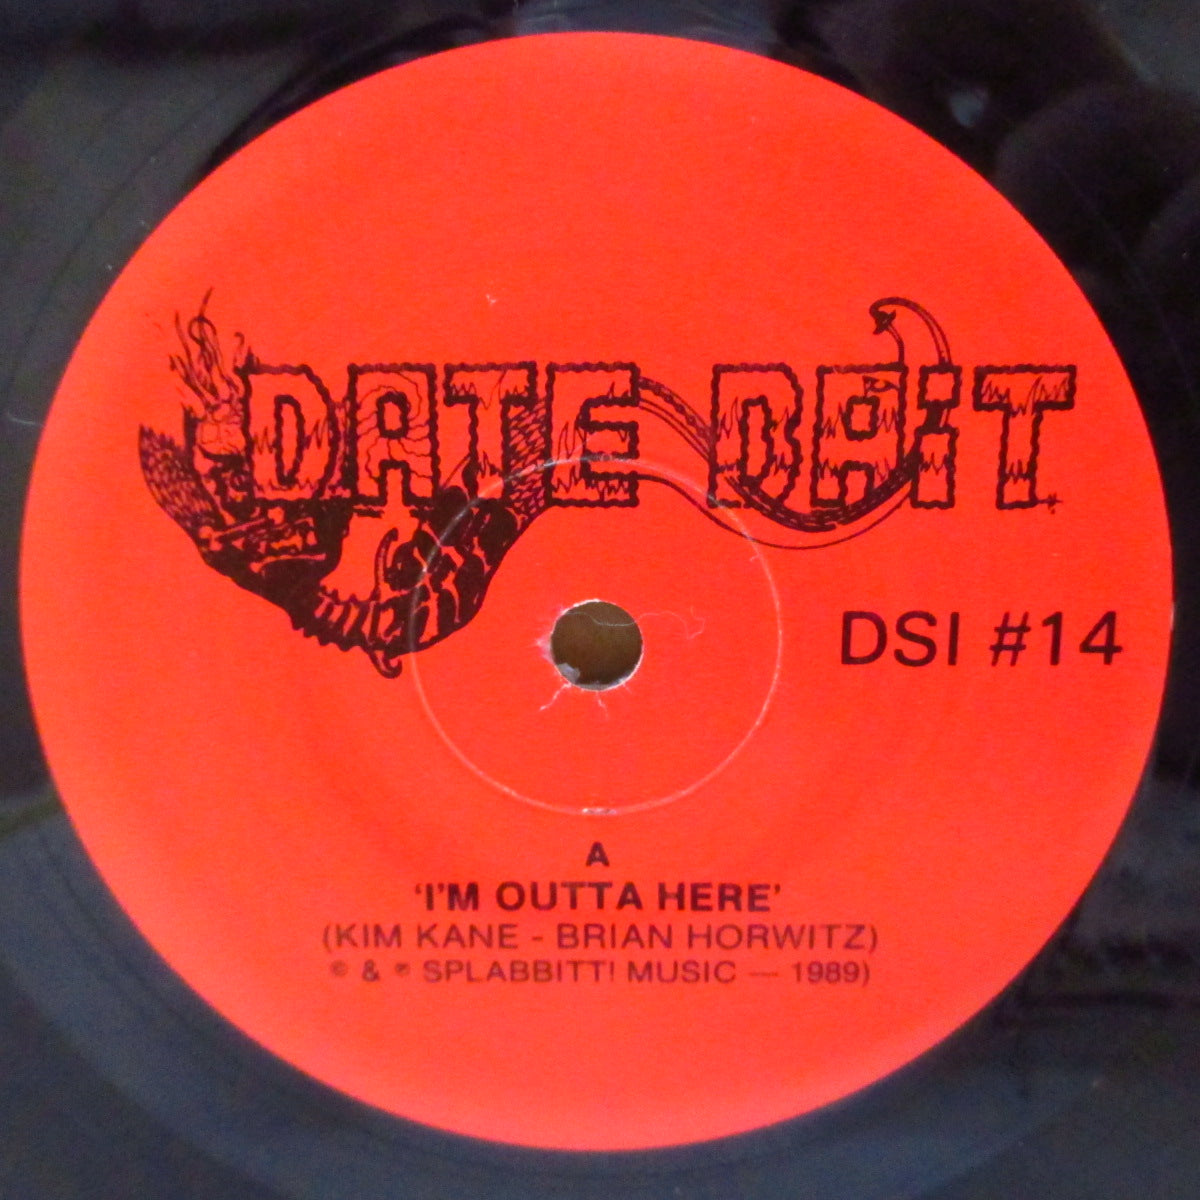 DATE BAiT
DSI #14
A
‘I’M OUTTA HERE’
(KIM KANE - BRIAN HORWITZ)
© & ℗ SPLABBITT! MUSIC — 1989)